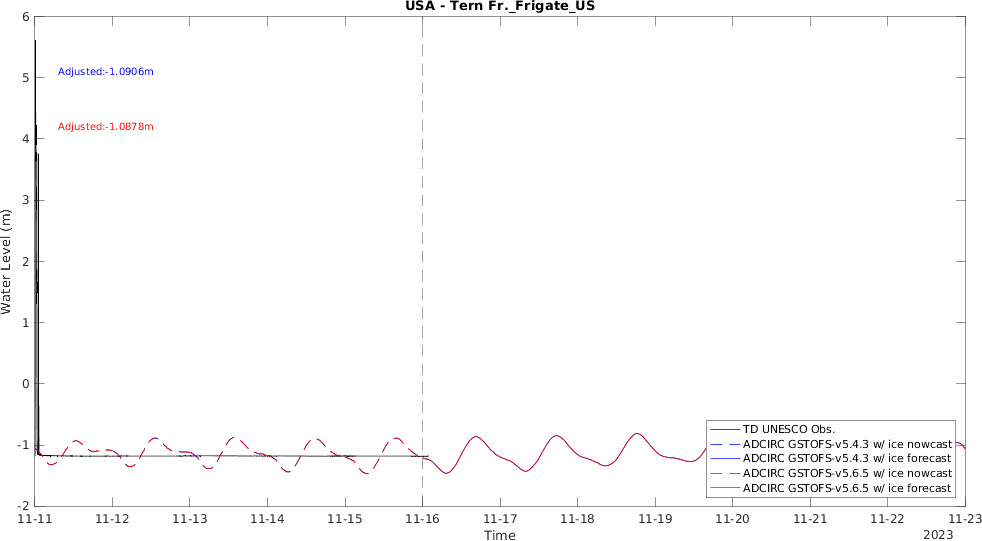 USA - Tern Fr._Frigate_US
6
5
4
3
2
1
0
-1
-2
Water Level (m)
Adjusted:-1.0906m
Adjusted:-1.0878m
TD UNESCO Obs.
ADCIRC GSTOFS-v5.4.3 w/ ice nowcast
ADCIRC GSTOFS-v5.4.3 w/ ice forecast
ADCIRC GSTOFS-v5.6.5 w/ ice nowcast
ADCIRC GSTOFS-v5.6.5 w/ ice forecast
11-11 11-12 11-13 11-14 11-15 11-16 11-17 11-18 11-19 11-20 11-21 11-22 11-23
Time
2023